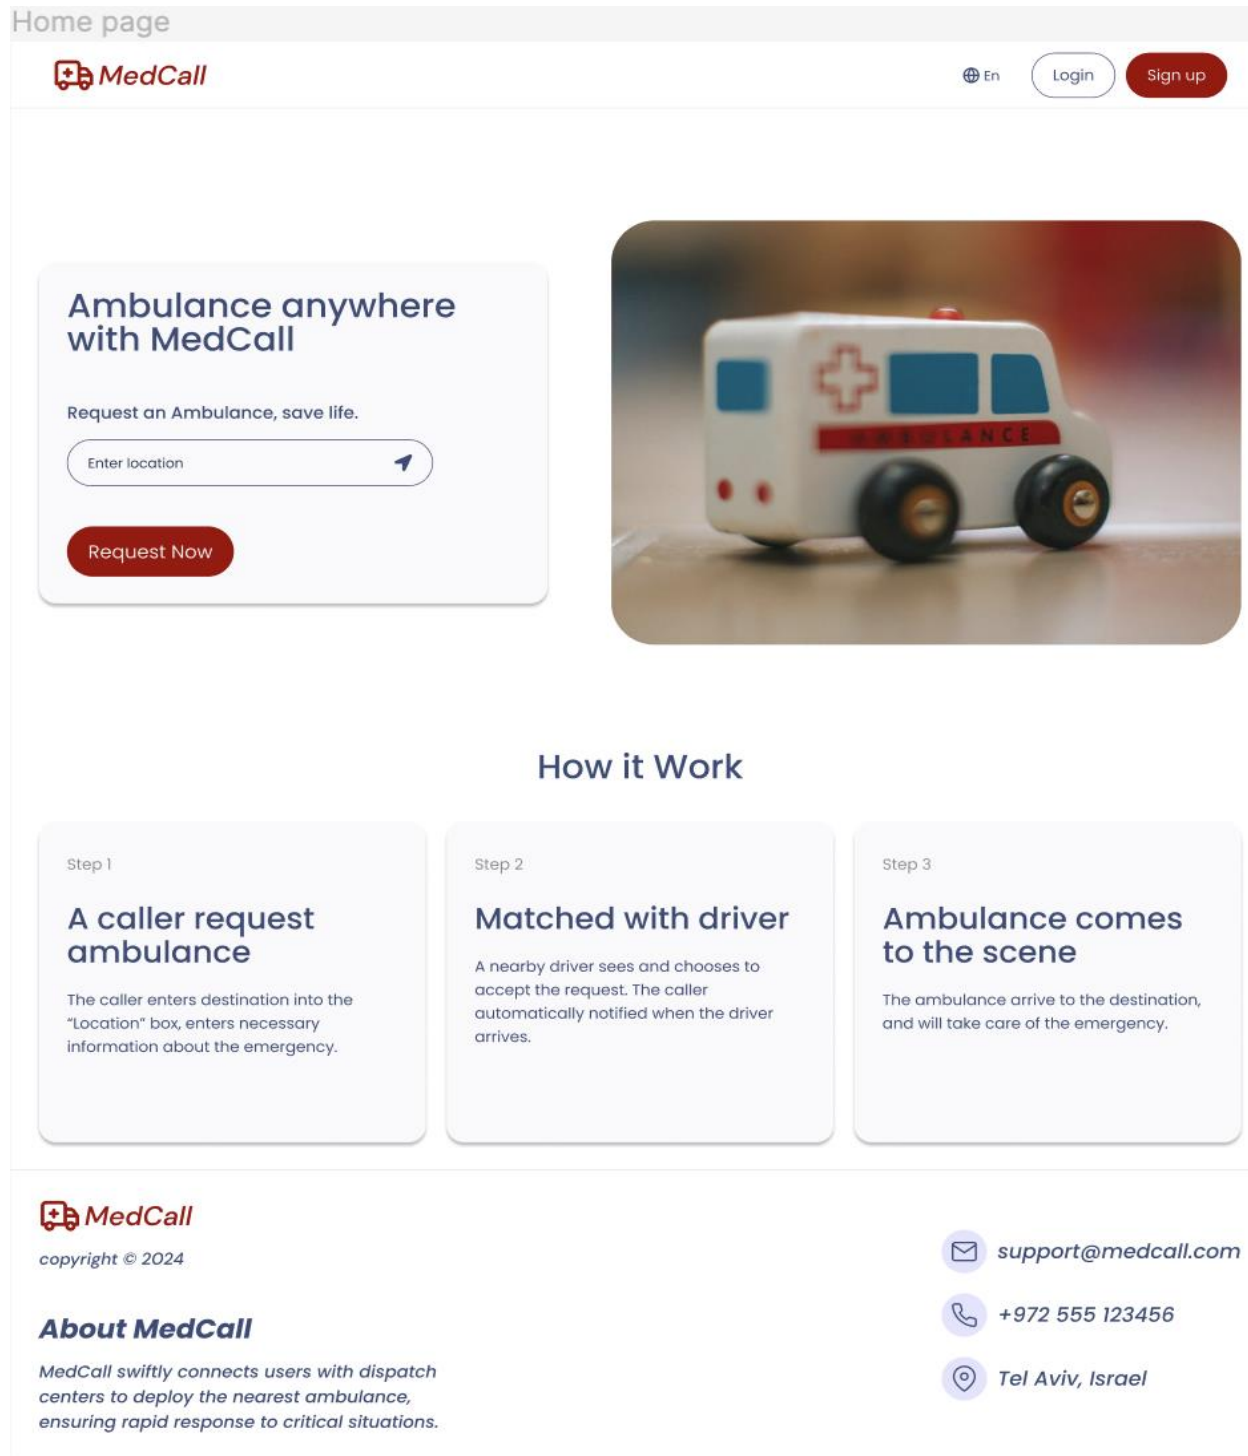 Home page
MedCall
En
Login
Sign up
Ambulance anywhere
with MedCall
Request an Ambulance, save life.
Enter location
Request Now
AMBULANCE
How it Work
Step 1
A caller request
ambulance
The caller enters destination into the
“Location” box, enters necessary
information about the emergency.
Step 2
Matched with driver
A nearby driver sees and chooses to
accept the request. The caller
automatically notified when the driver
arrives.
Step 3
Ambulance comes
to the scene
The ambulance arrive to the destination,
and will take care of the emergency.
MedCall
copyright © 2024
About MedCall
MedCall swiftly connects users with dispatch
centers to deploy the nearest ambulance,
ensuring rapid response to critical situations.
support@medcall.com
+972 555 123456
Tel Aviv, Israel